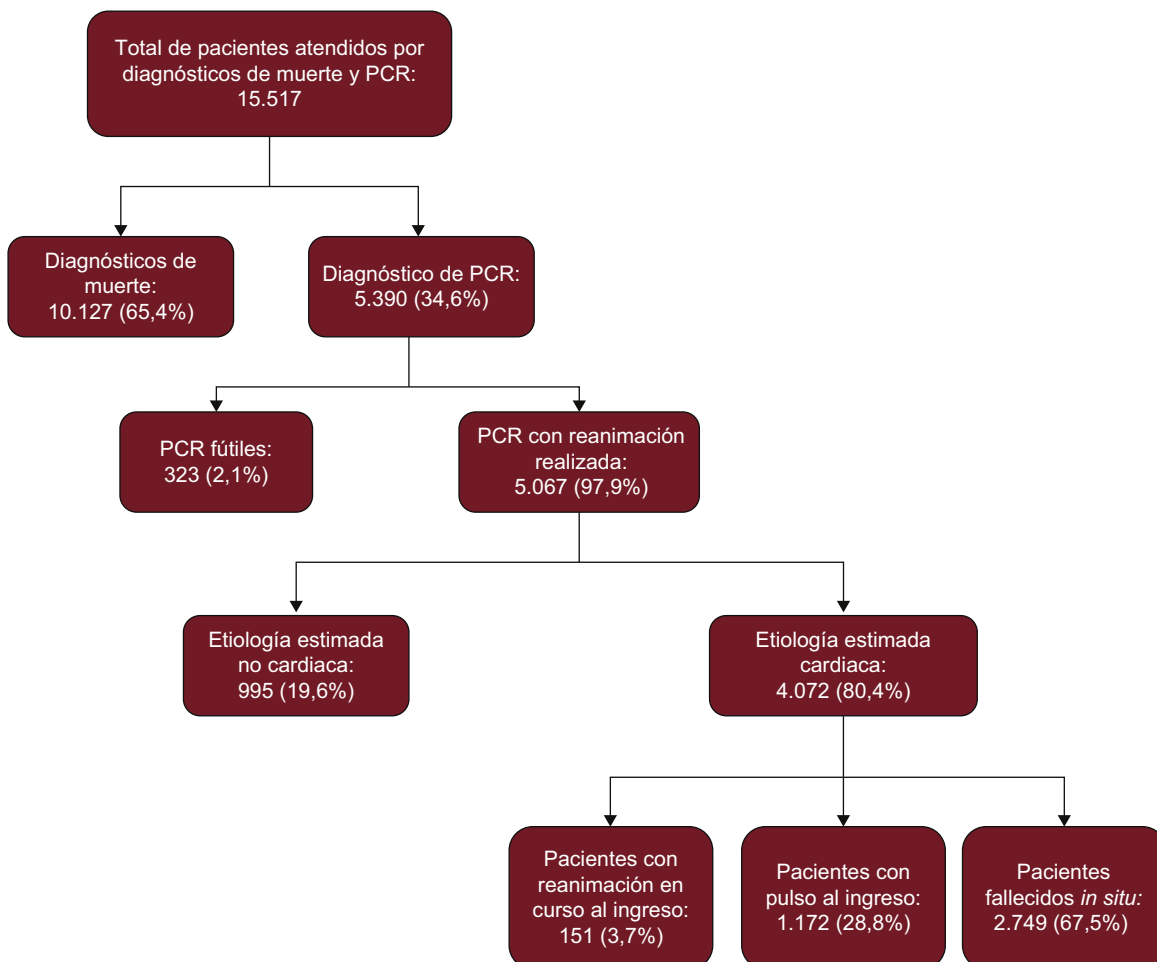 Total de pacientes atendidos por
diagnósticos de muerte y PCR:
15.517
Diagnósticos de
muerte:
10.127 (65,4%)
Diagnóstico de PCR:
5.390 (34,6%)
PCR fútiles:
323 (2,1%)
PCR con reanimación
realizada:
5.067 (97,9%)
Etiología estimada
no cardiaca:
995 (19,6%)
Etiología estimada
cardiaca:
4.072 (80,4%)
Pacientes con
reanimación en
curso al ingreso:
151 (3,7%)
Pacientes con
pulso al ingreso:
1.172 (28,8%)
Pacientes
fallecidos in situ:
2.749 (67,5%)